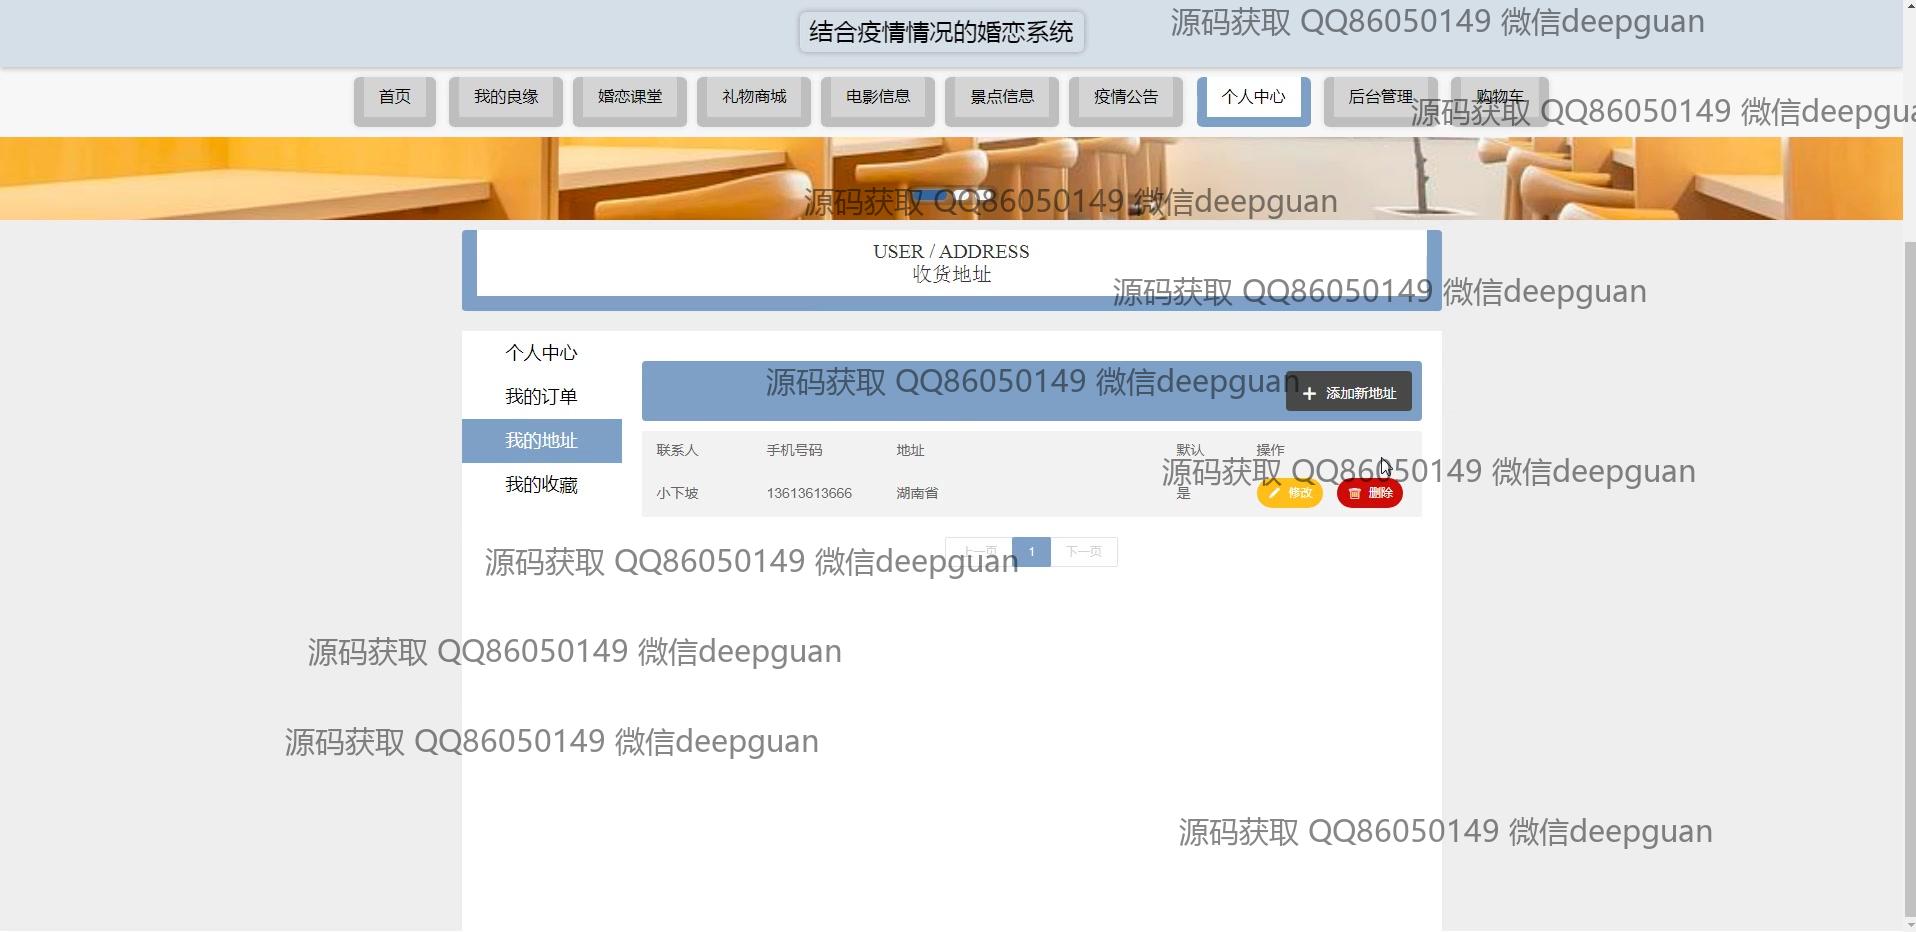 结合疫情情况的婚恋系统
源码获取 QQ86050149 微信deepguan
首页 我的良缘 婚恋课堂 礼物商城 电影信息 景点信息 疫情公告 个人中心 后台管理 购物车
源码获取 QQ86050149 微信deepgua
源码获取 QQ86050149 微信deepguan
USER / ADDRESS
收货地址
源码获取 QQ86050149 微信deepguan
个人中心
我的订单
我的地址
我的收藏
源码获取 QQ86050149 微信deepguan
添加新地址
联系人 手机号码 地址 默认 操作
源码获取 QQ86050149 微信deepguan
小下坡 13613613666 湖南省 是 修改 删除
上一页 1 下一页
源码获取 QQ86050149 微信deepguan
源码获取 QQ86050149 微信deepguan
源码获取 QQ86050149 微信deepguan
源码获取 QQ86050149 微信deepguan